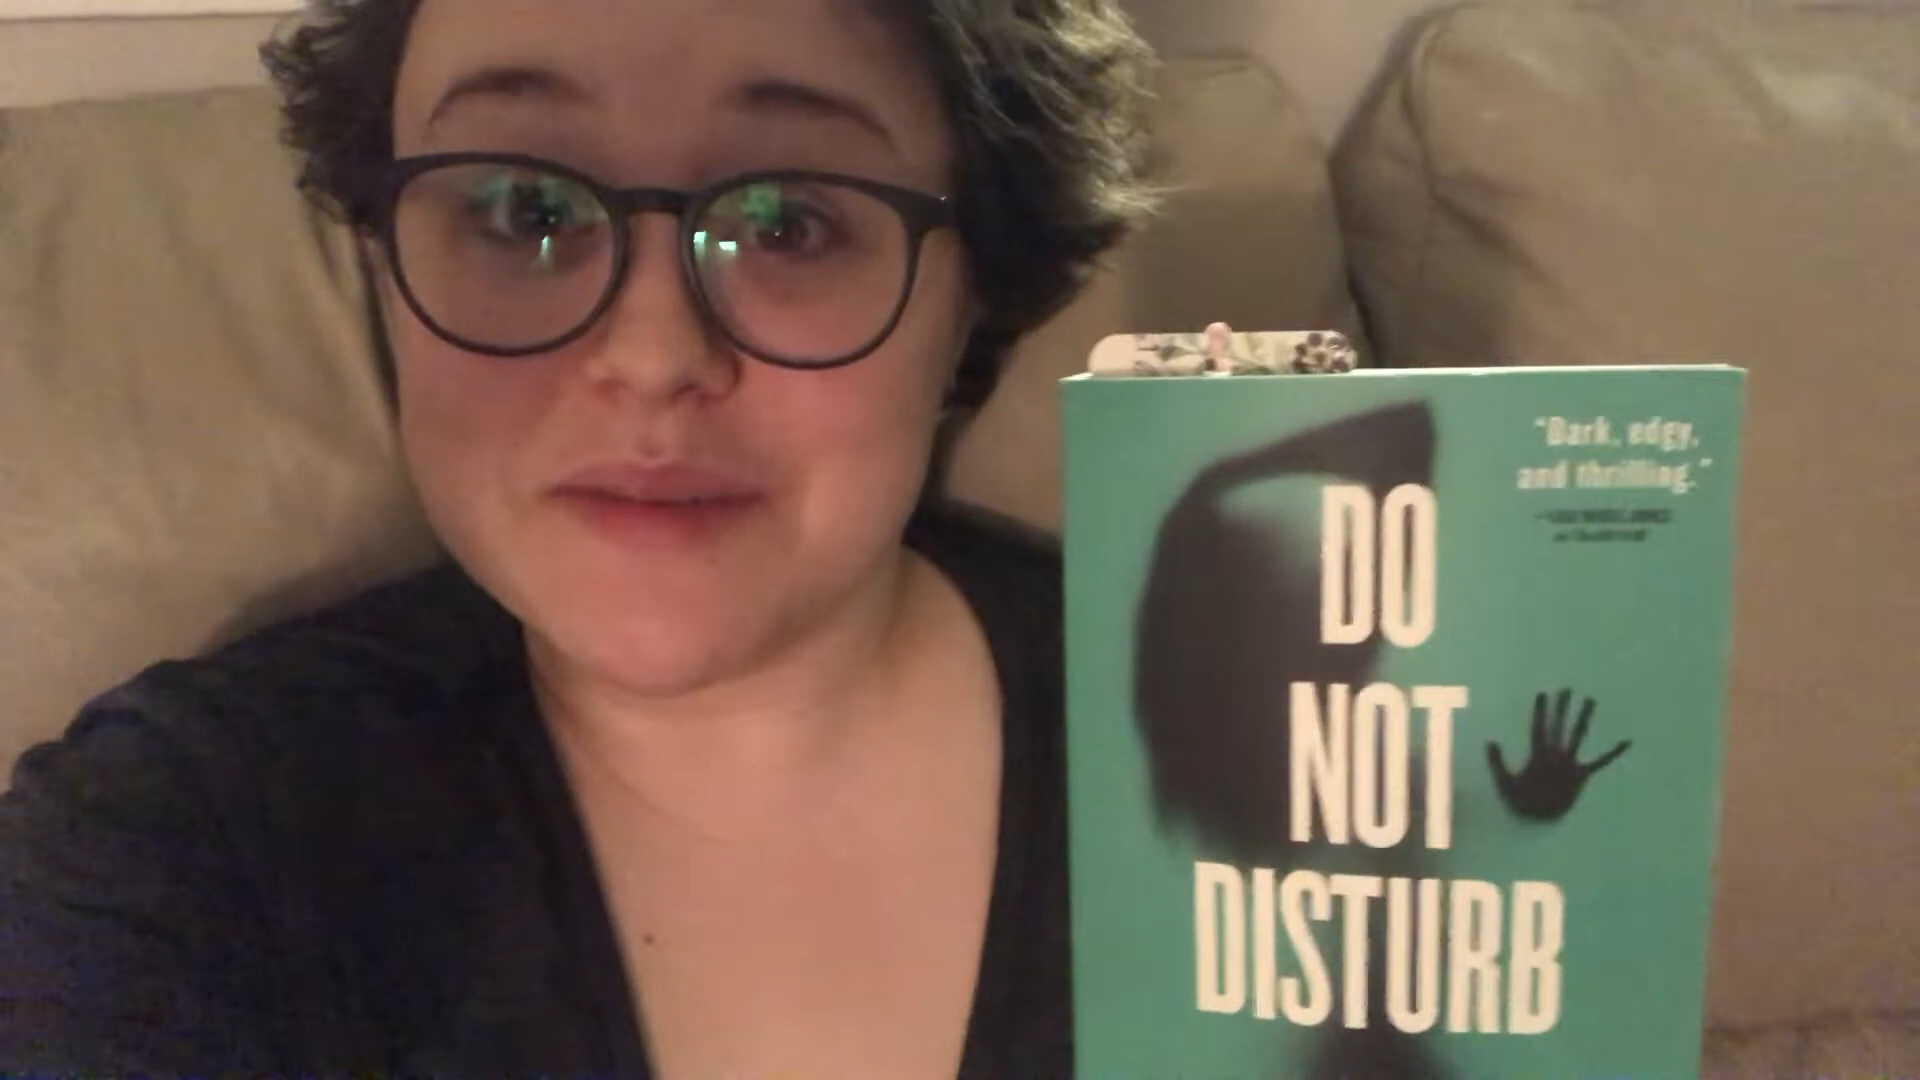 "Dark, edgy,
and thrilling."
DO
NOT
DISTURB